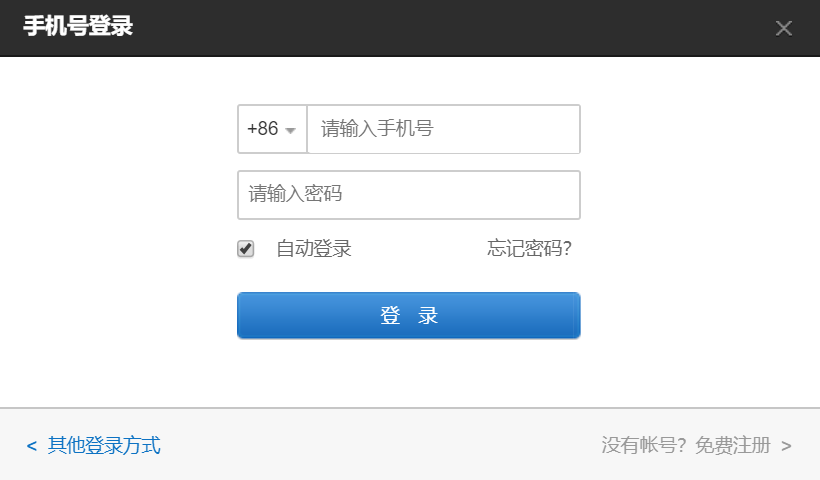 手机号登录
+86 请输入手机号
请输入密码
自动登录 忘记密码?
登 录
< 其他登录方式 没有帐号? 免费注册 >